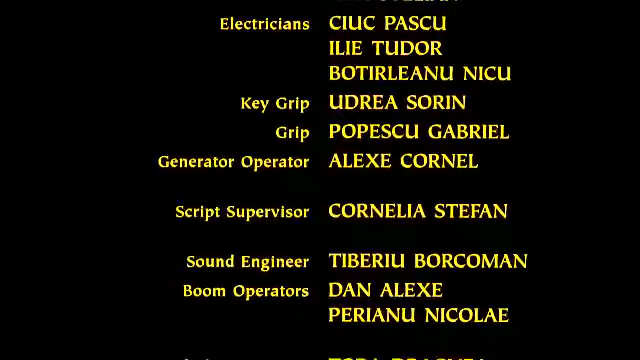 Electricians CIUC PASCU
ILIE TUDOR
BOTIRLEANU NICU
Key Grip UDREA SORIN
Grip POPESCU GABRIEL
Generator Operator ALEXE CORNEL
Script Supervisor CORNELIA STEFAN
Sound Engineer TIBERIU BORCOMAN
Boom Operators DAN ALEXE
PERIANU NICOLAE